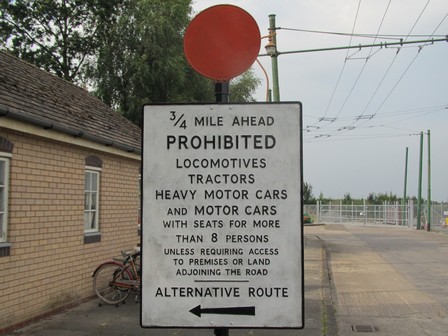 3/4 MILE AHEAD
PROHIBITED
LOCOMOTIVES
TRACTORS
HEAVY MOTOR CARS
AND MOTOR CARS
WITH SEATS FOR MORE
THAN 8 PERSONS
UNLESS REQUIRING ACCESS
TO PREMISES OR LAND
ADJOINING THE ROAD
ALTERNATIVE ROUTE